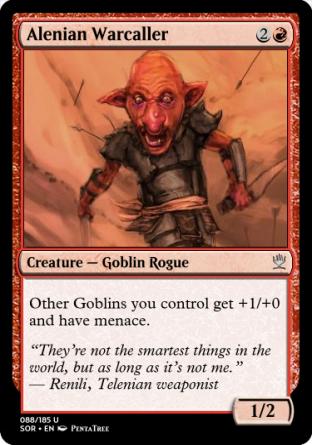 Alenian Warcaller 2
Creature — Goblin Rogue
Other Goblins you control get +1/+0
and have menace.
“They’re not the smartest things in the
world, but as long as it’s not me.”
— Renili, Telenian weaponist
1/2
088/185 U
SOR • EN PentaTree